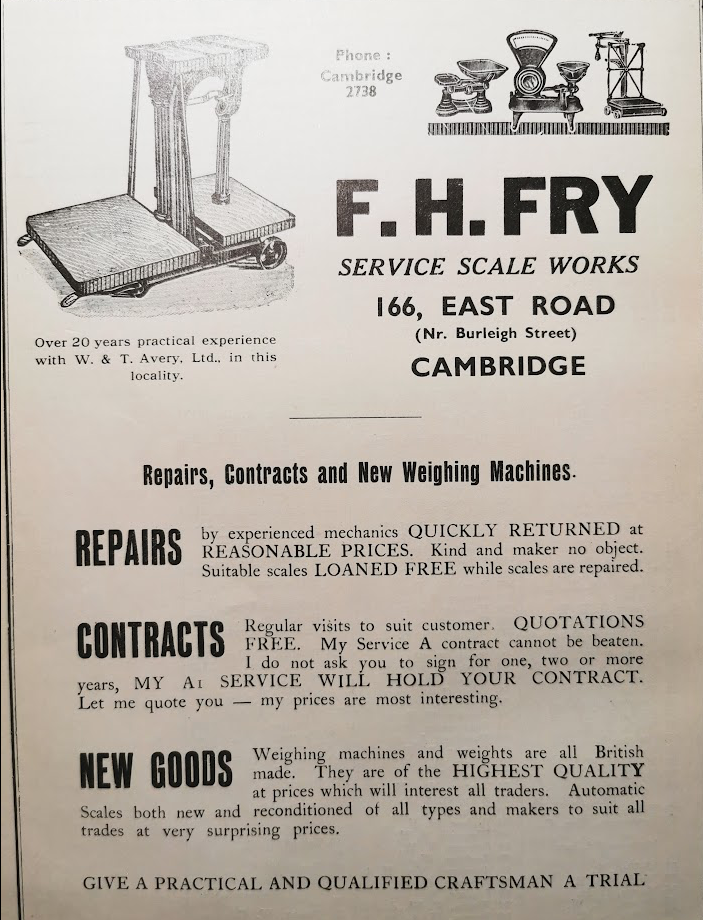 Phone :
Cambridge
2738
F. H. FRY
SERVICE SCALE WORKS
166, EAST ROAD
(Nr. Burleigh Street)
CAMBRIDGE
Over 20 years practical experience
with W. & T. Avery, Ltd., in this
locality.
Repairs, Contracts and New Weighing Machines.
REPAIRS by experienced mechanics QUICKLY RETURNED at
REASONABLE PRICES. Kind and maker no object.
Suitable scales LOANED FREE while scales are repaired.
CONTRACTS Regular visits to suit customer. QUOTATIONS
FREE. My Service A contract cannot be beaten.
I do not ask you to sign for one, two or more
years, MY A1 SERVICE WILL HOLD YOUR CONTRACT.
Let me quote you — my prices are most interesting.
NEW GOODS Weighing machines and weights are all British
made. They are of the HIGHEST QUALITY
at prices which will interest all traders. Automatic
Scales both new and reconditioned of all types and makers to suit all
trades at very surprising prices.
GIVE A PRACTICAL AND QUALIFIED CRAFTSMAN A TRIAL